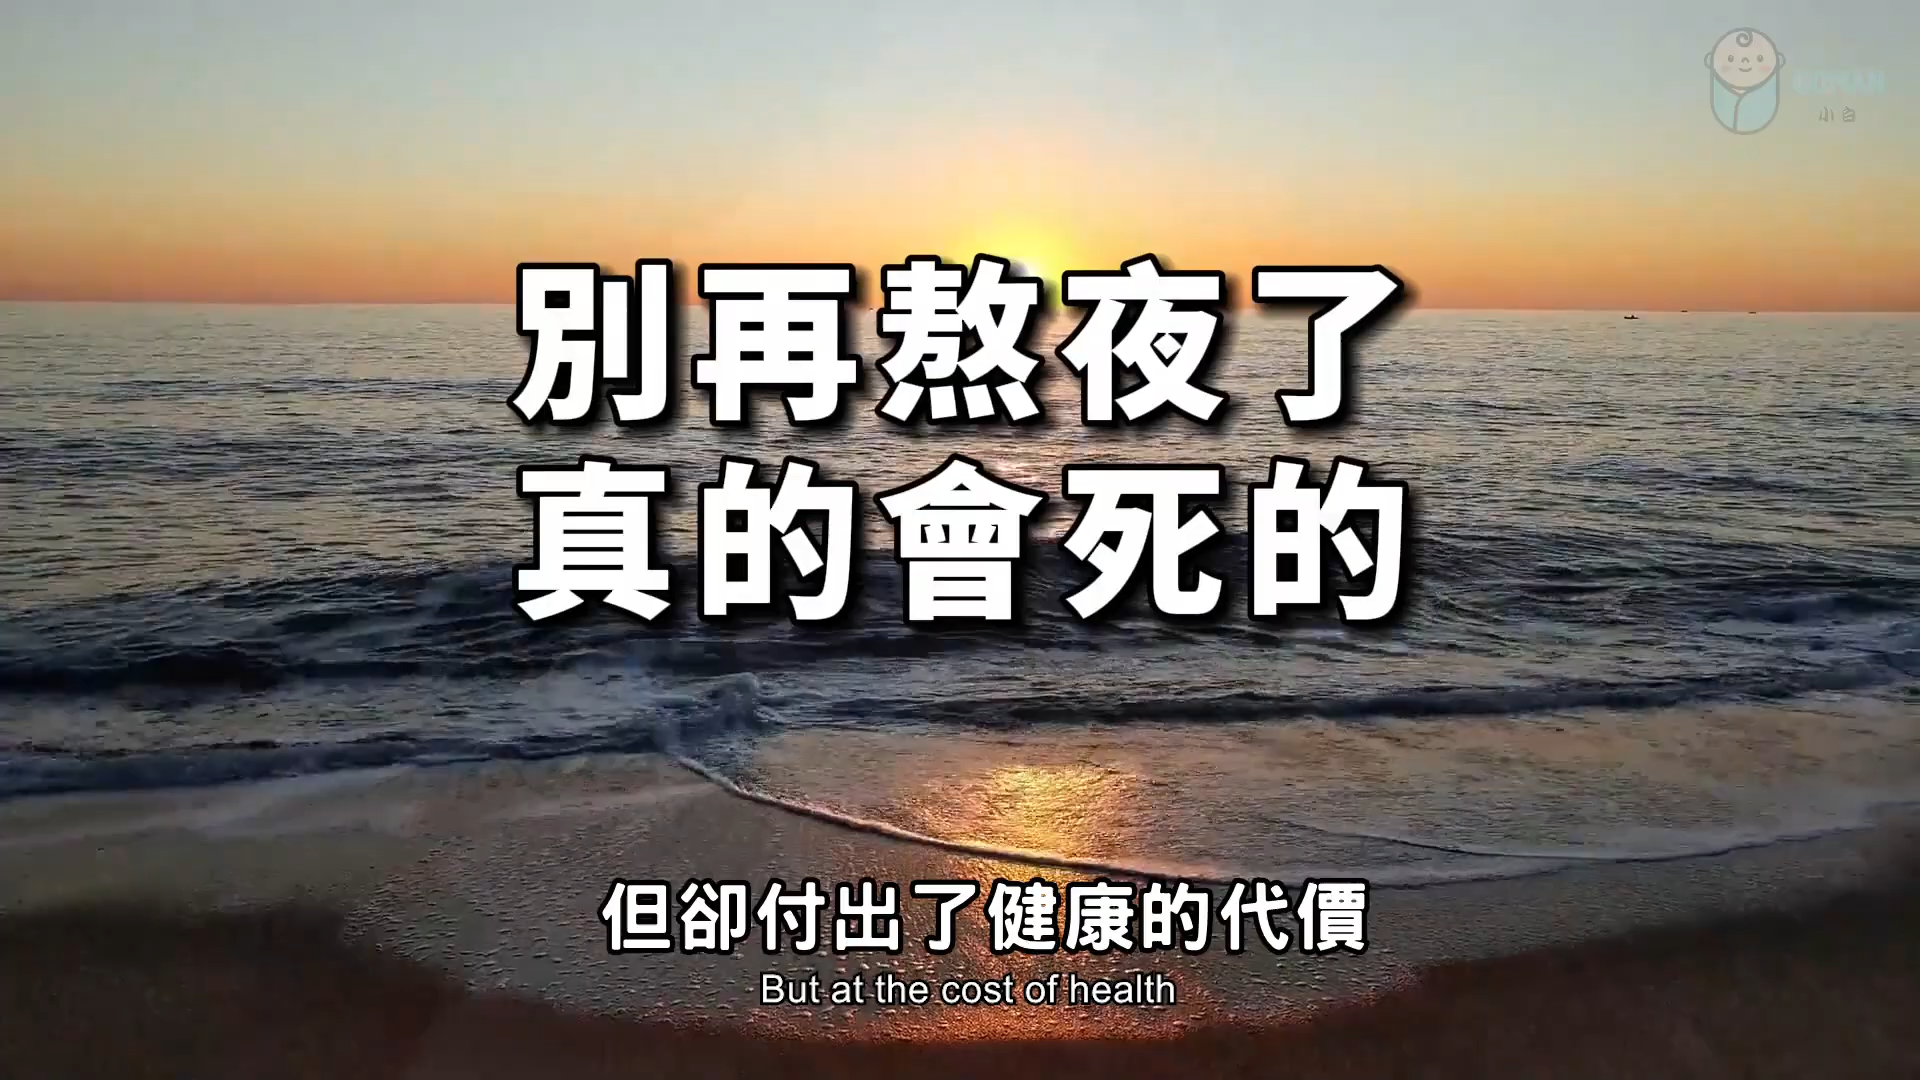 小白
別再熬夜了
真的會死的
但卻付出了健康的代價
But at the cost of health